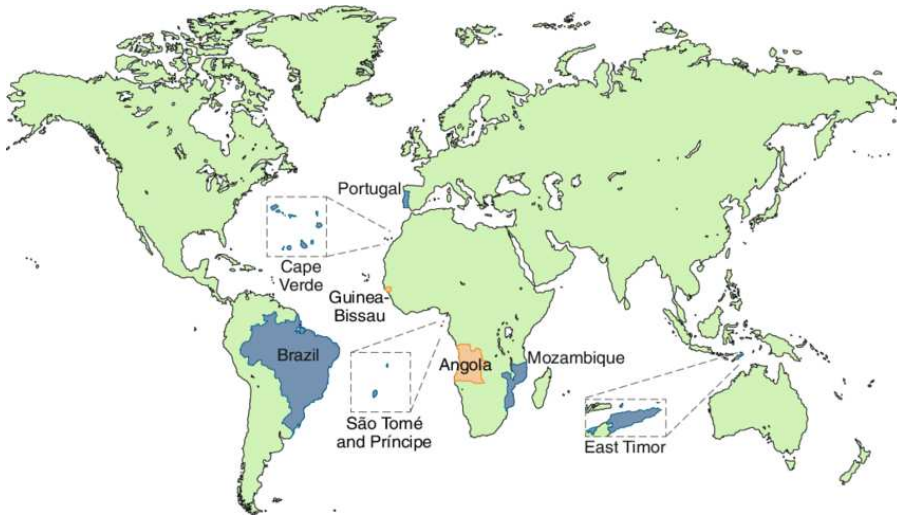 Portugal
Cape
Verde
Guinea-
Bissau
Brazil
Angola
Mozambique
São Tomé
and Príncipe
East Timor